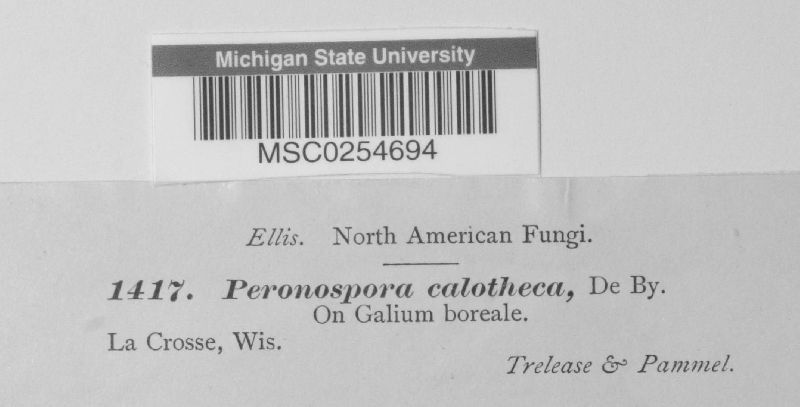 Michigan State University
MSC0254694
Ellis. North American Fungi.
1417. Peronospora calotheca, De By.
On Galium boreale.
La Crosse, Wis.
Trelease & Pammel.